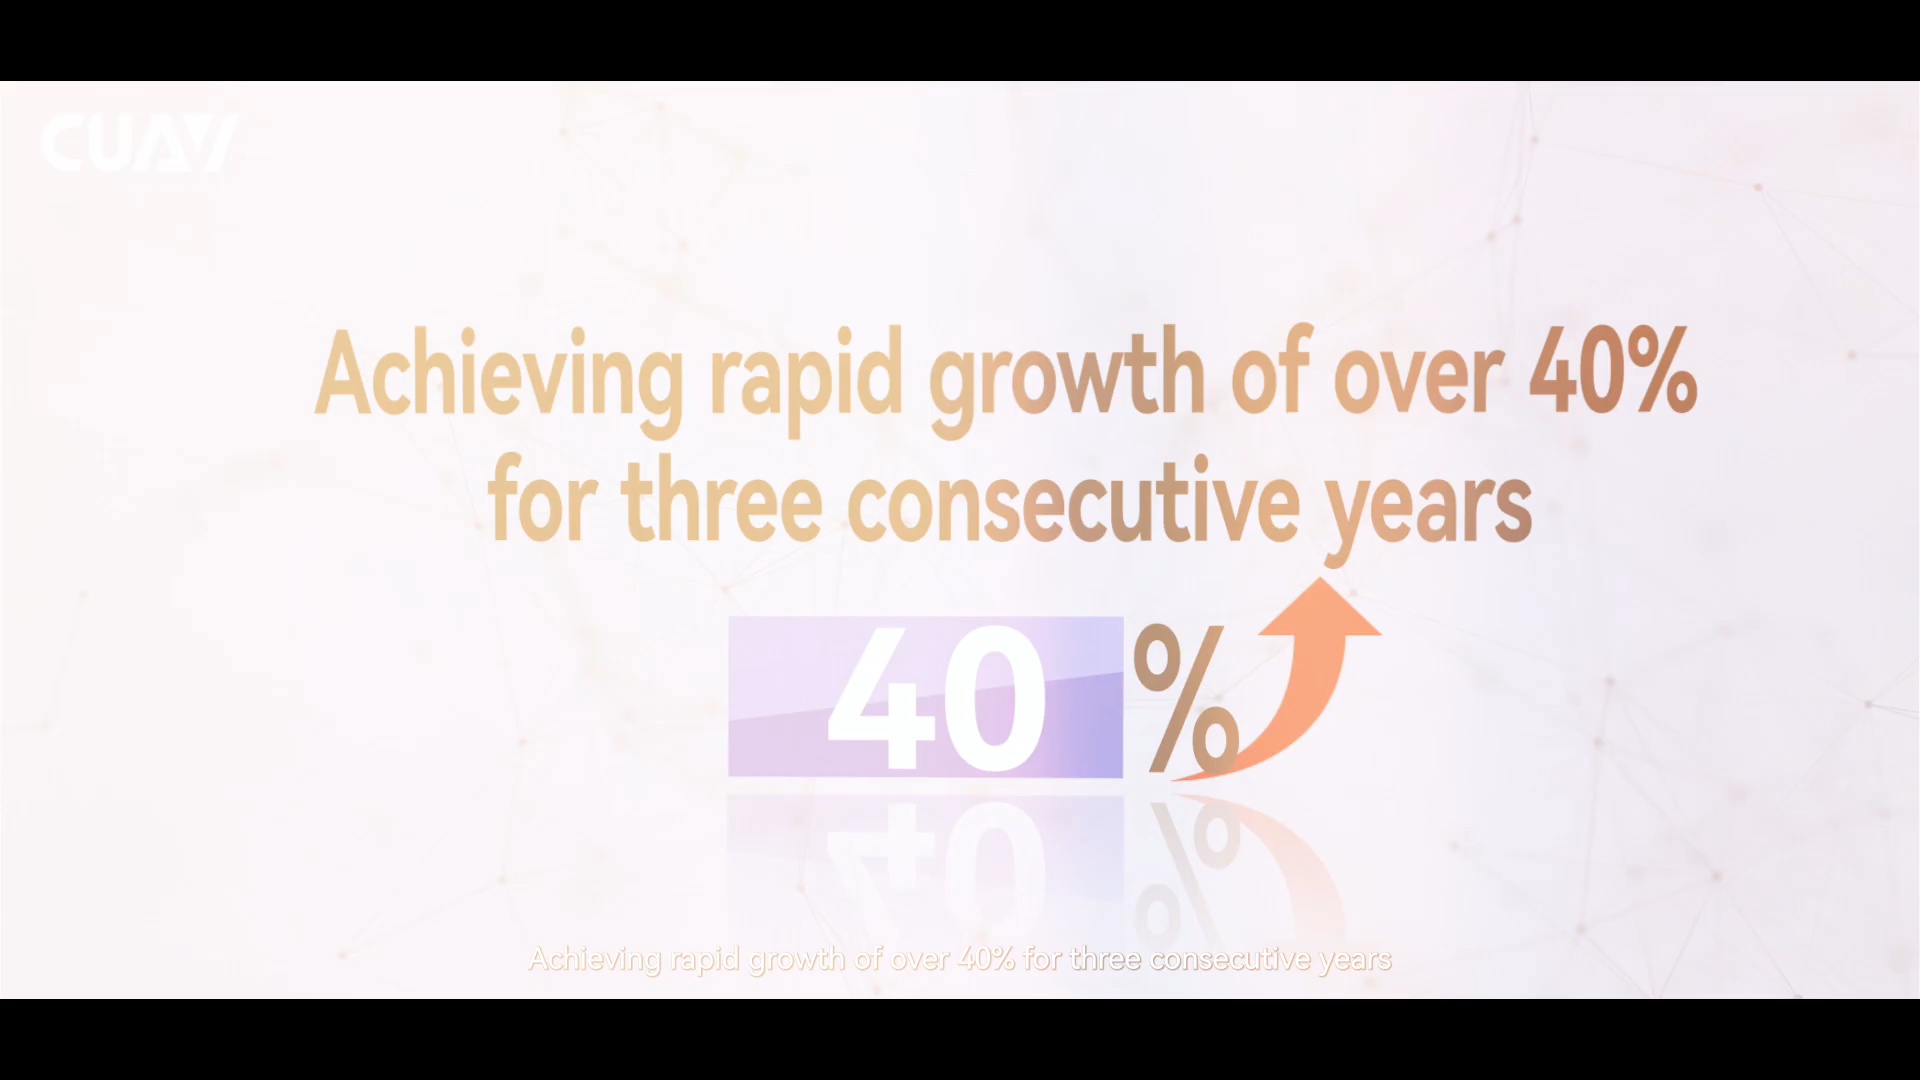 CUAV
Achieving rapid growth of over 40%
for three consecutive years
40%
Achieving rapid growth of over 40% for three consecutive years